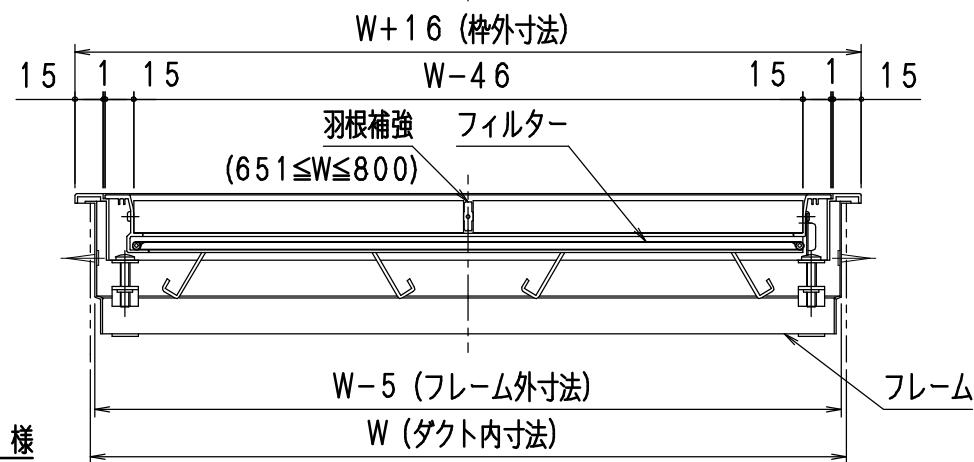 W+16 (枠外寸法)
15 1 15 W-46 15 1 15
羽根補強 フィルター
(651≦W≦800)
W-5 (フレーム外寸法)
フレーム
W (ダクト内寸法)
様